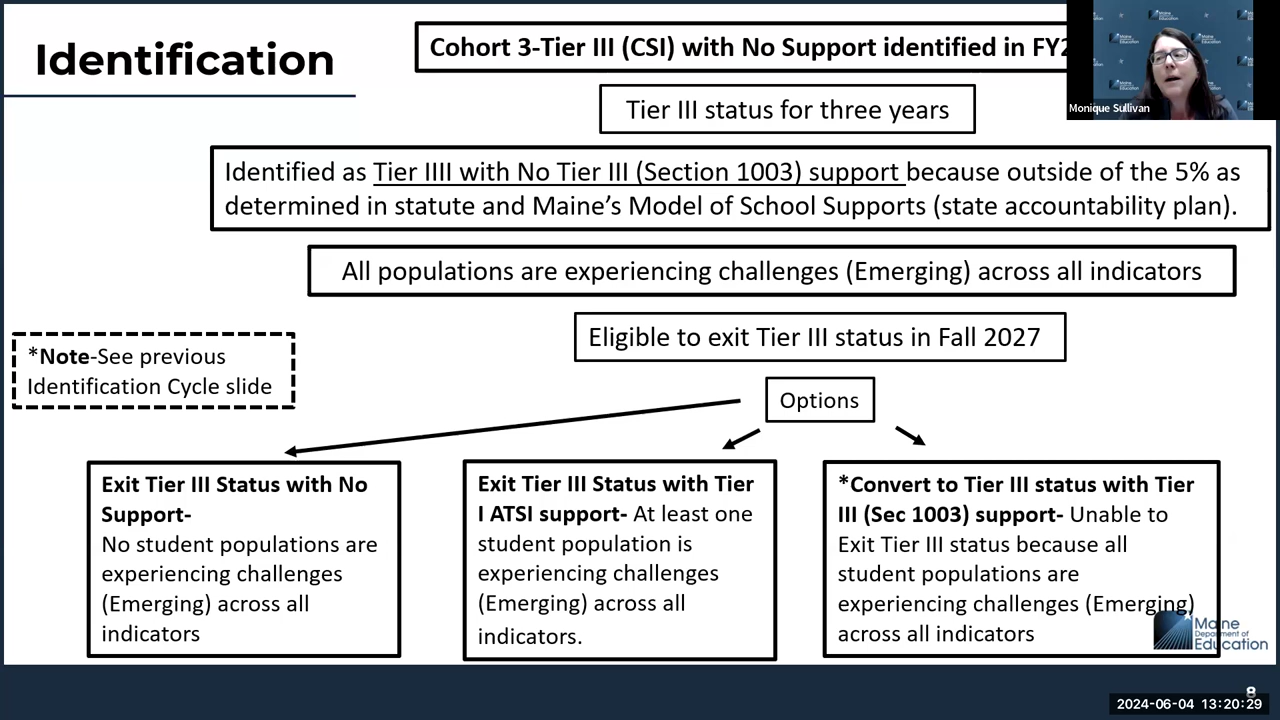 Identification
Cohort 3-Tier III (CSI) with No Support identified in FY2
Monique Sullivan
Tier III status for three years
Identified as Tier IIII with No Tier III (Section 1003) support because outside of the 5% as
determined in statute and Maine's Model of School Supports (state accountability plan).
All populations are experiencing challenges (Emerging) across all indicators
Eligible to exit Tier III status in Fall 2027
*Note-See previous
Identification Cycle slide
Options
Exit Tier III Status with No
Support-
No student populations are
experiencing challenges
(Emerging) across all
indicators
Exit Tier III Status with Tier
I ATSI support- At least one
student population is
experiencing challenges
(Emerging) across all
indicators.
*Convert to Tier III status with Tier
III (Sec 1003) support- Unable to
Exit Tier III status because all
student populations are
experiencing challenges (Emerging)
across all indicators
Maine
Department of
Education
8
2024-06-04 13:20:29